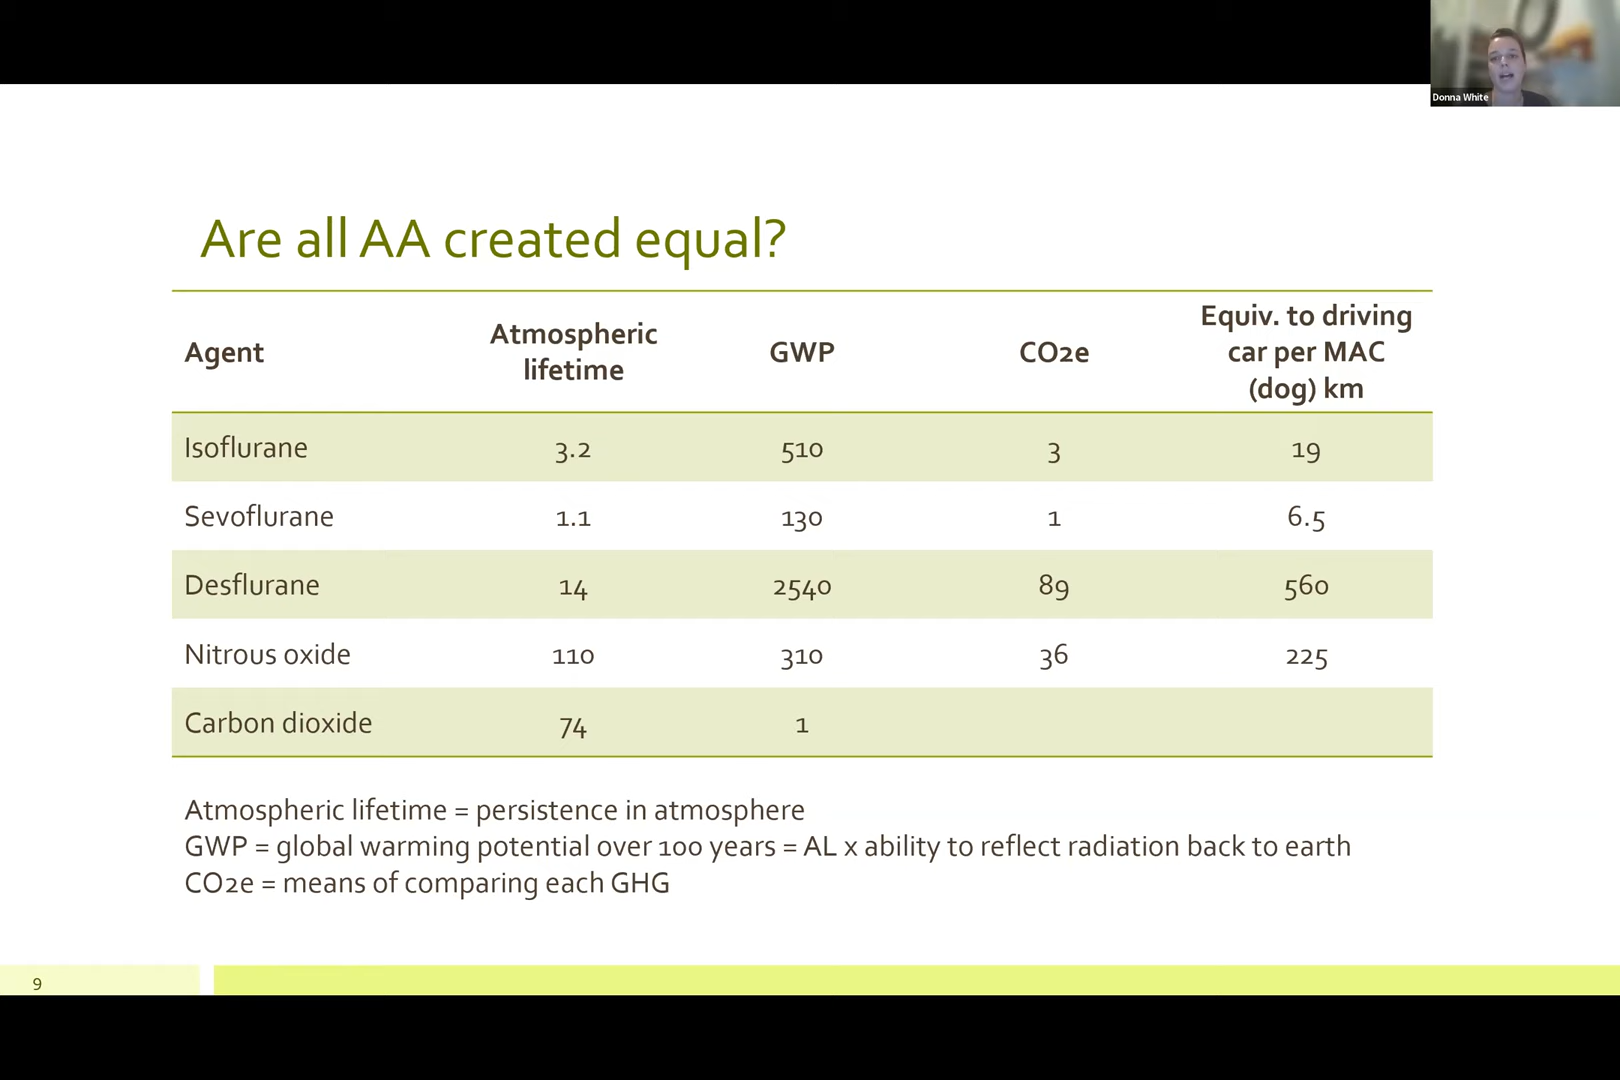 Donna White
Are all AA created equal?
Agent
Atmospheric
lifetime
GWP
CO2e
Equiv. to driving
car per MAC
(dog) km
Isoflurane 3.2 510 3 19
Sevoflurane 1.1 130 1 6.5
Desflurane 14 2540 89 560
Nitrous oxide 110 310 36 225
Carbon dioxide 74 1
Atmospheric lifetime = persistence in atmosphere
GWP = global warming potential over 100 years = AL x ability to reflect radiation back to earth
CO2e = means of comparing each GHG
9